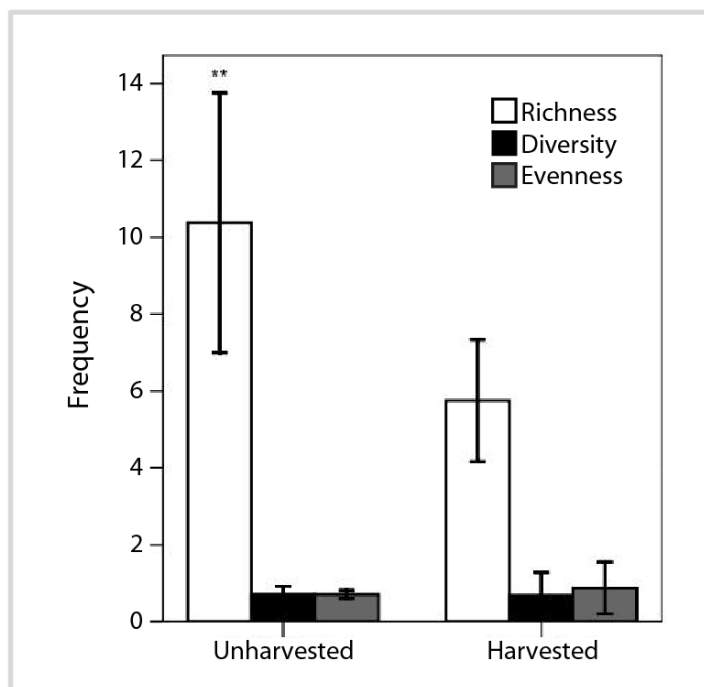 **
14
12
10
8
6
4
2
0
Frequency
Richness
Diversity
Evenness
Unharvested
Harvested